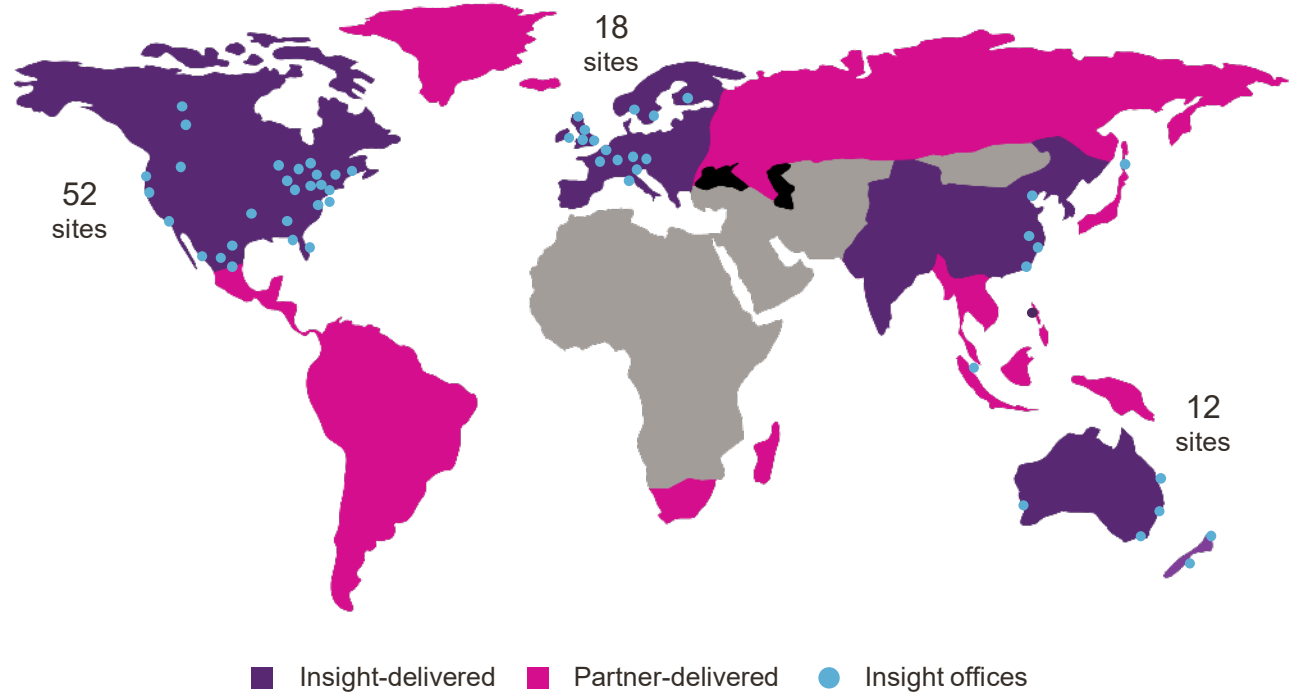 18
sites
52
sites
12
sites
Insight-delivered
Partner-delivered
Insight offices